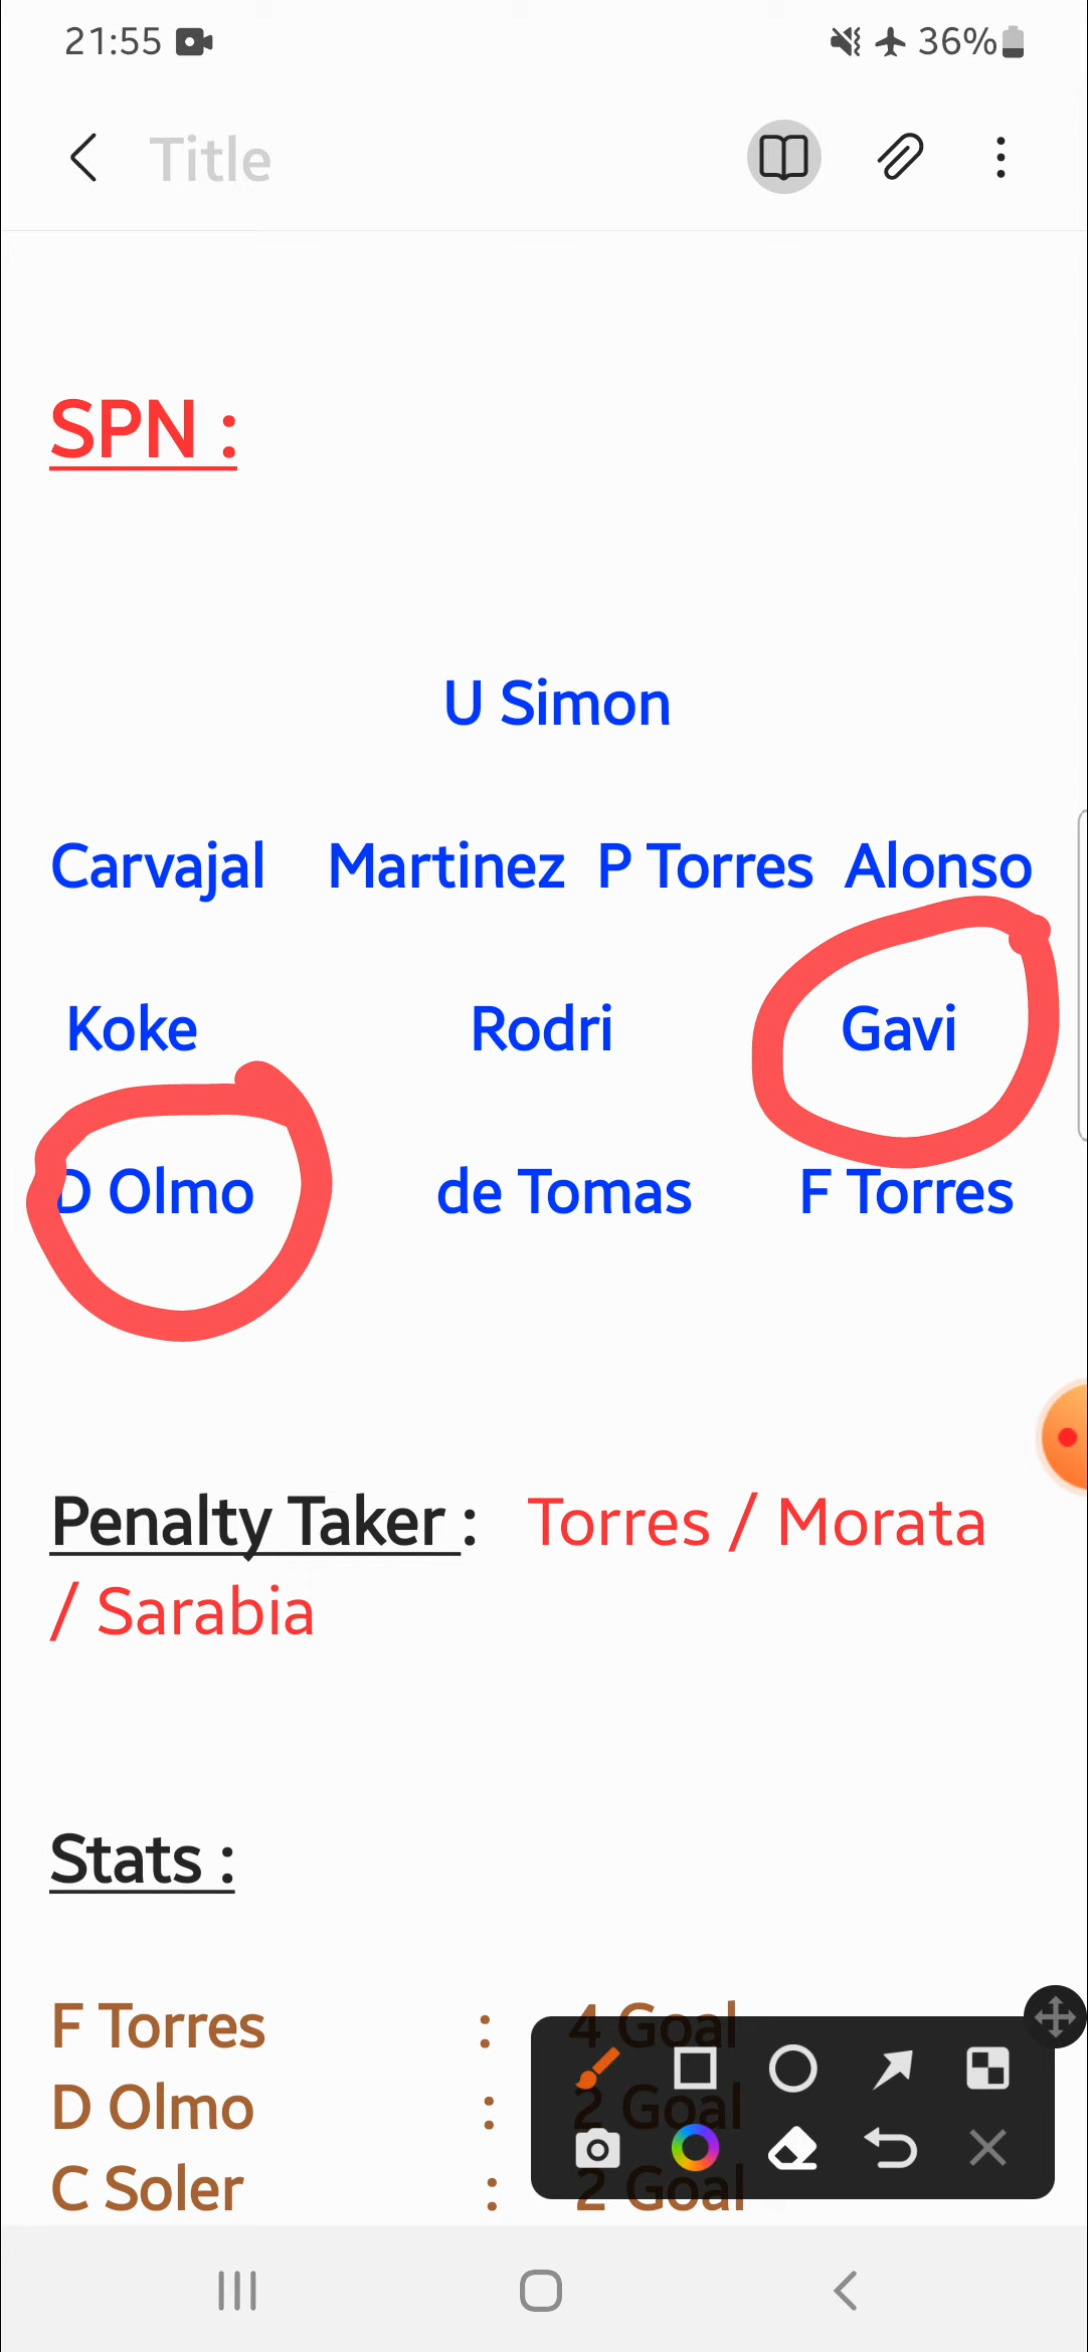 21:55 36%
Title
SPN :
U Simon
Carvajal Martinez P Torres Alonso
Koke Rodri Gavi
D Olmo de Tomas F Torres
Penalty Taker : Torres / Morata
/ Sarabia
Stats :
F Torres : 4 Goal
D Olmo : 2 Goal
C Soler : 2 Goal